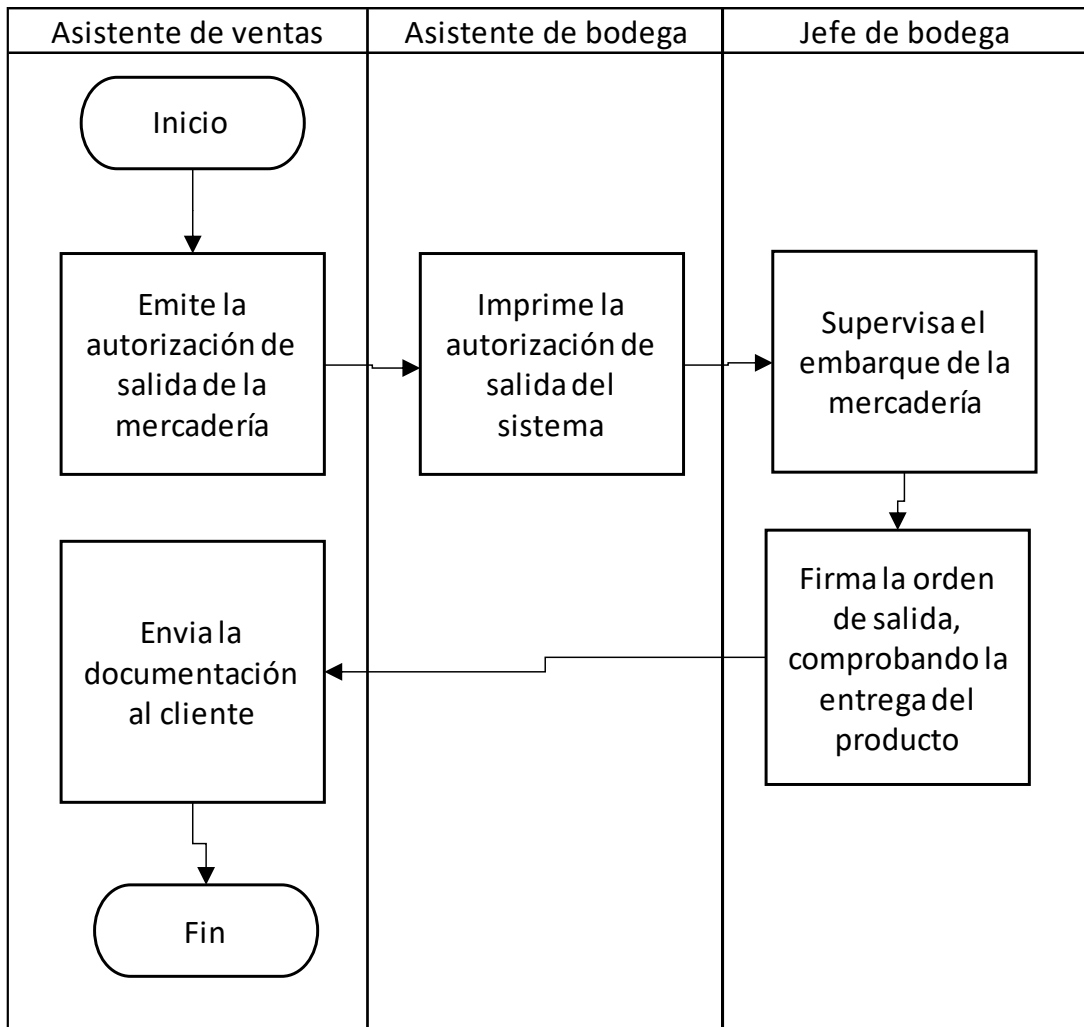 Asistente de ventas
Asistente de bodega
Jefe de bodega
Inicio
Emite la
autorización de
salida de la
mercadería
Imprime la
autorización de
salida del
sistema
Supervisa el
embarque de la
mercadería
Firma la orden
de salida,
comprobando la
entrega del
producto
Envia la
documentación
al cliente
Fin